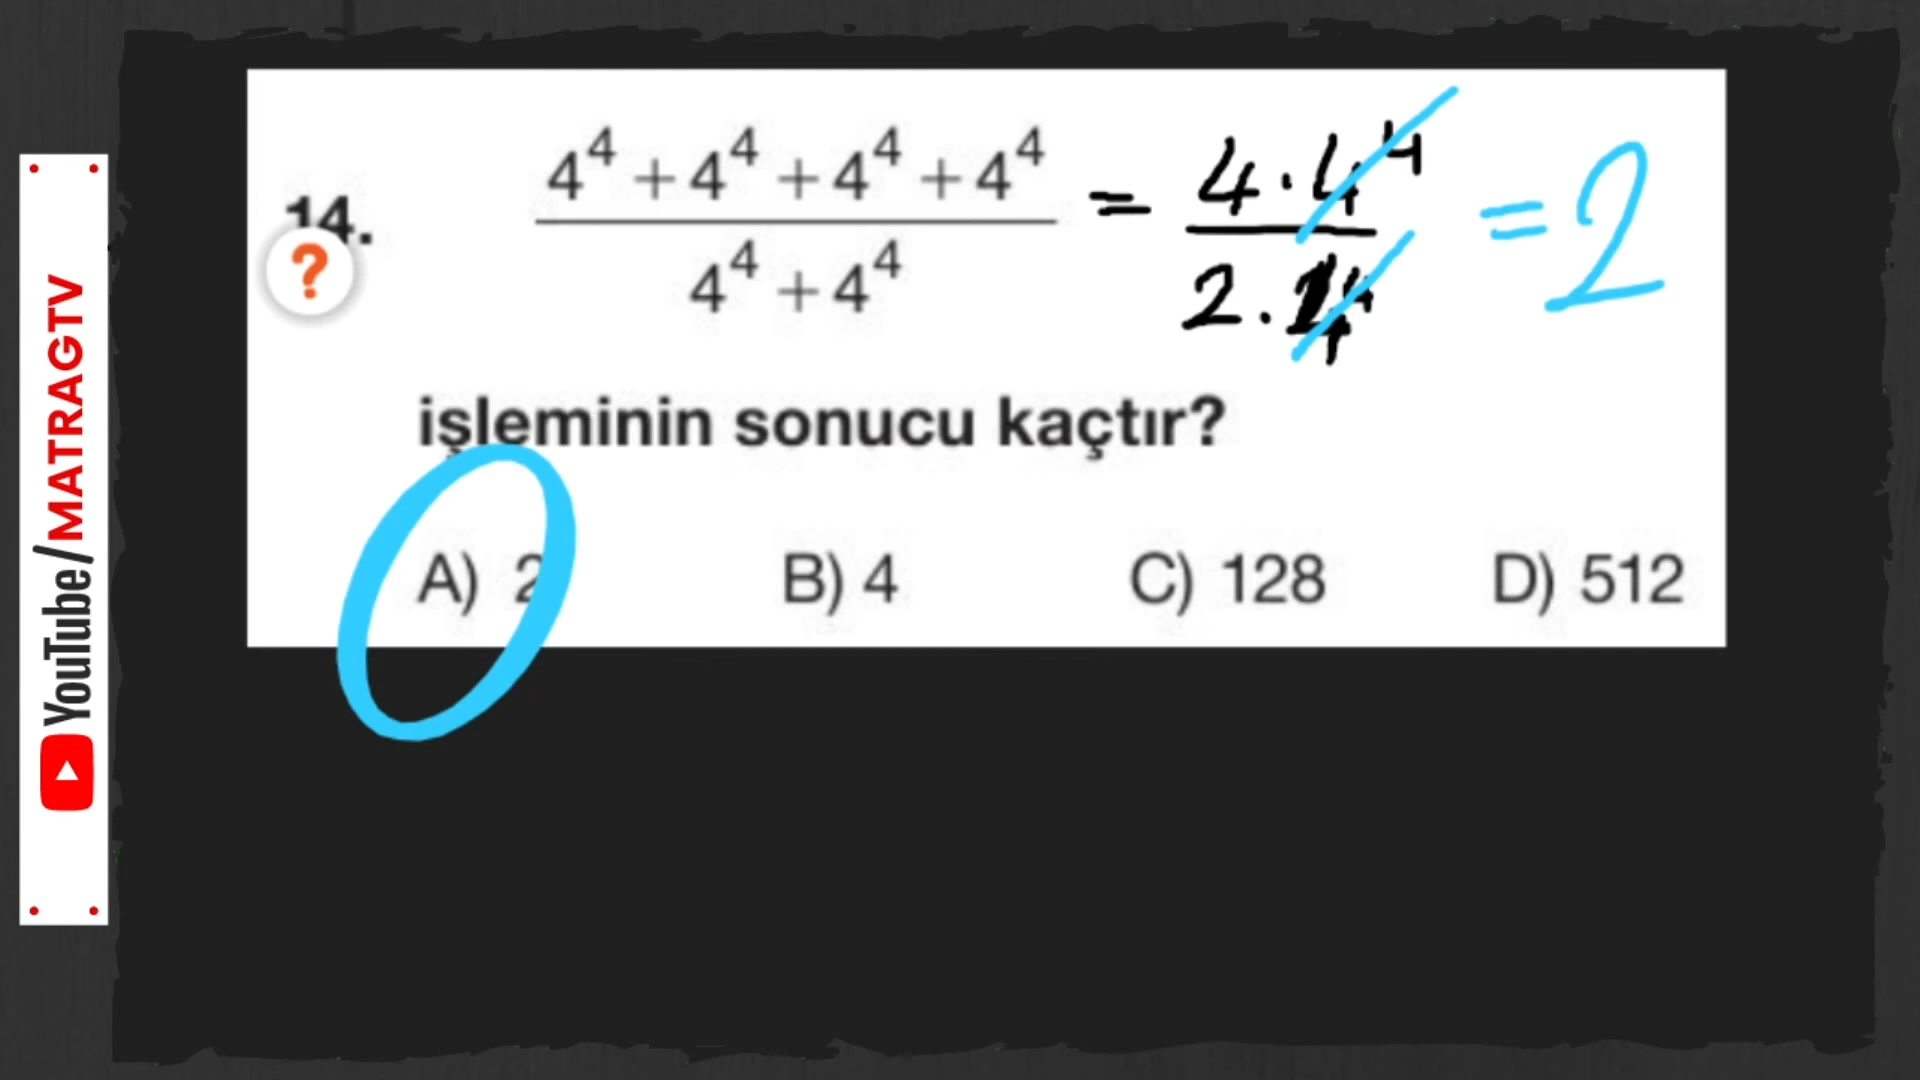 14.
?
4⁴ + 4⁴ + 4⁴ + 4⁴ / 4⁴ + 4⁴ = 4 · 4⁴ / 2 . 4⁴ = 2
işleminin sonucu kaçtır?
A) 2 B) 4 C) 128 D) 512
YouTube/MATRAGTV